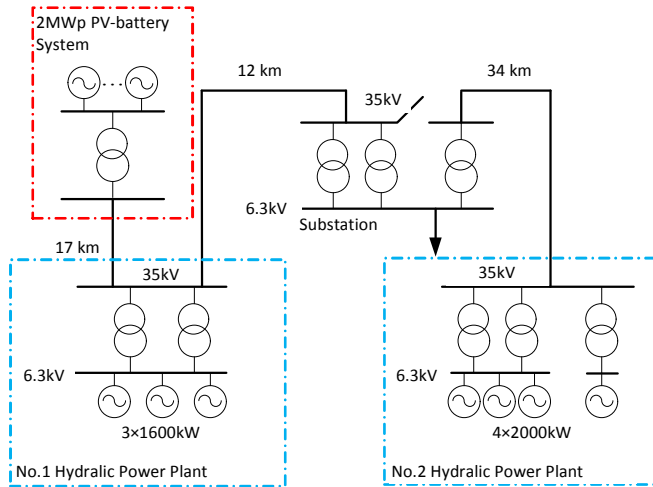 2MWp PV-battery
System
12 km
34 km
35kV
6.3kV
Substation
17 km
35kV
35kV
6.3kV
6.3kV
3×1600kW
4×2000kW
No.1 Hydralic Power Plant
No.2 Hydralic Power Plant